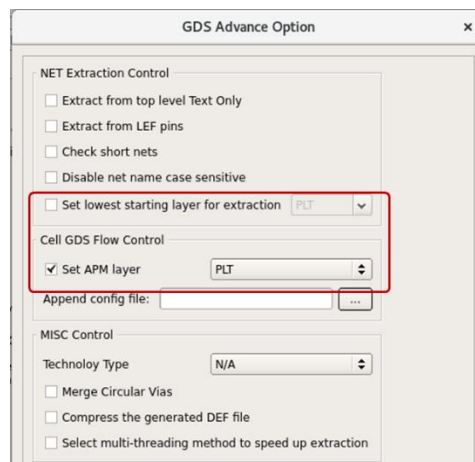 GDS Advance Option
NET Extraction Control
Extract from top level Text Only
Extract from LEF pins
Check short nets
Disable net name case sensitive
Set lowest starting layer for extraction PLT
Cell GDS Flow Control
Set APM layer PLT
Append config file: ...
MISC Control
Technoloy Type N/A
Merge Circular Vias
Compress the generated DEF file
Select multi-threading method to speed up extraction